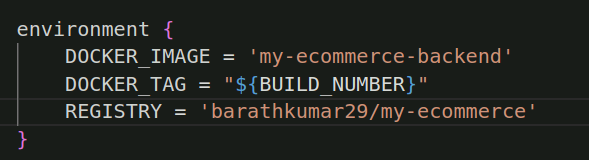 environment {
    DOCKER_IMAGE = 'my-ecommerce-backend'
    DOCKER_TAG = "${BUILD_NUMBER}"
    REGISTRY = 'barathkumar29/my-ecommerce'
}